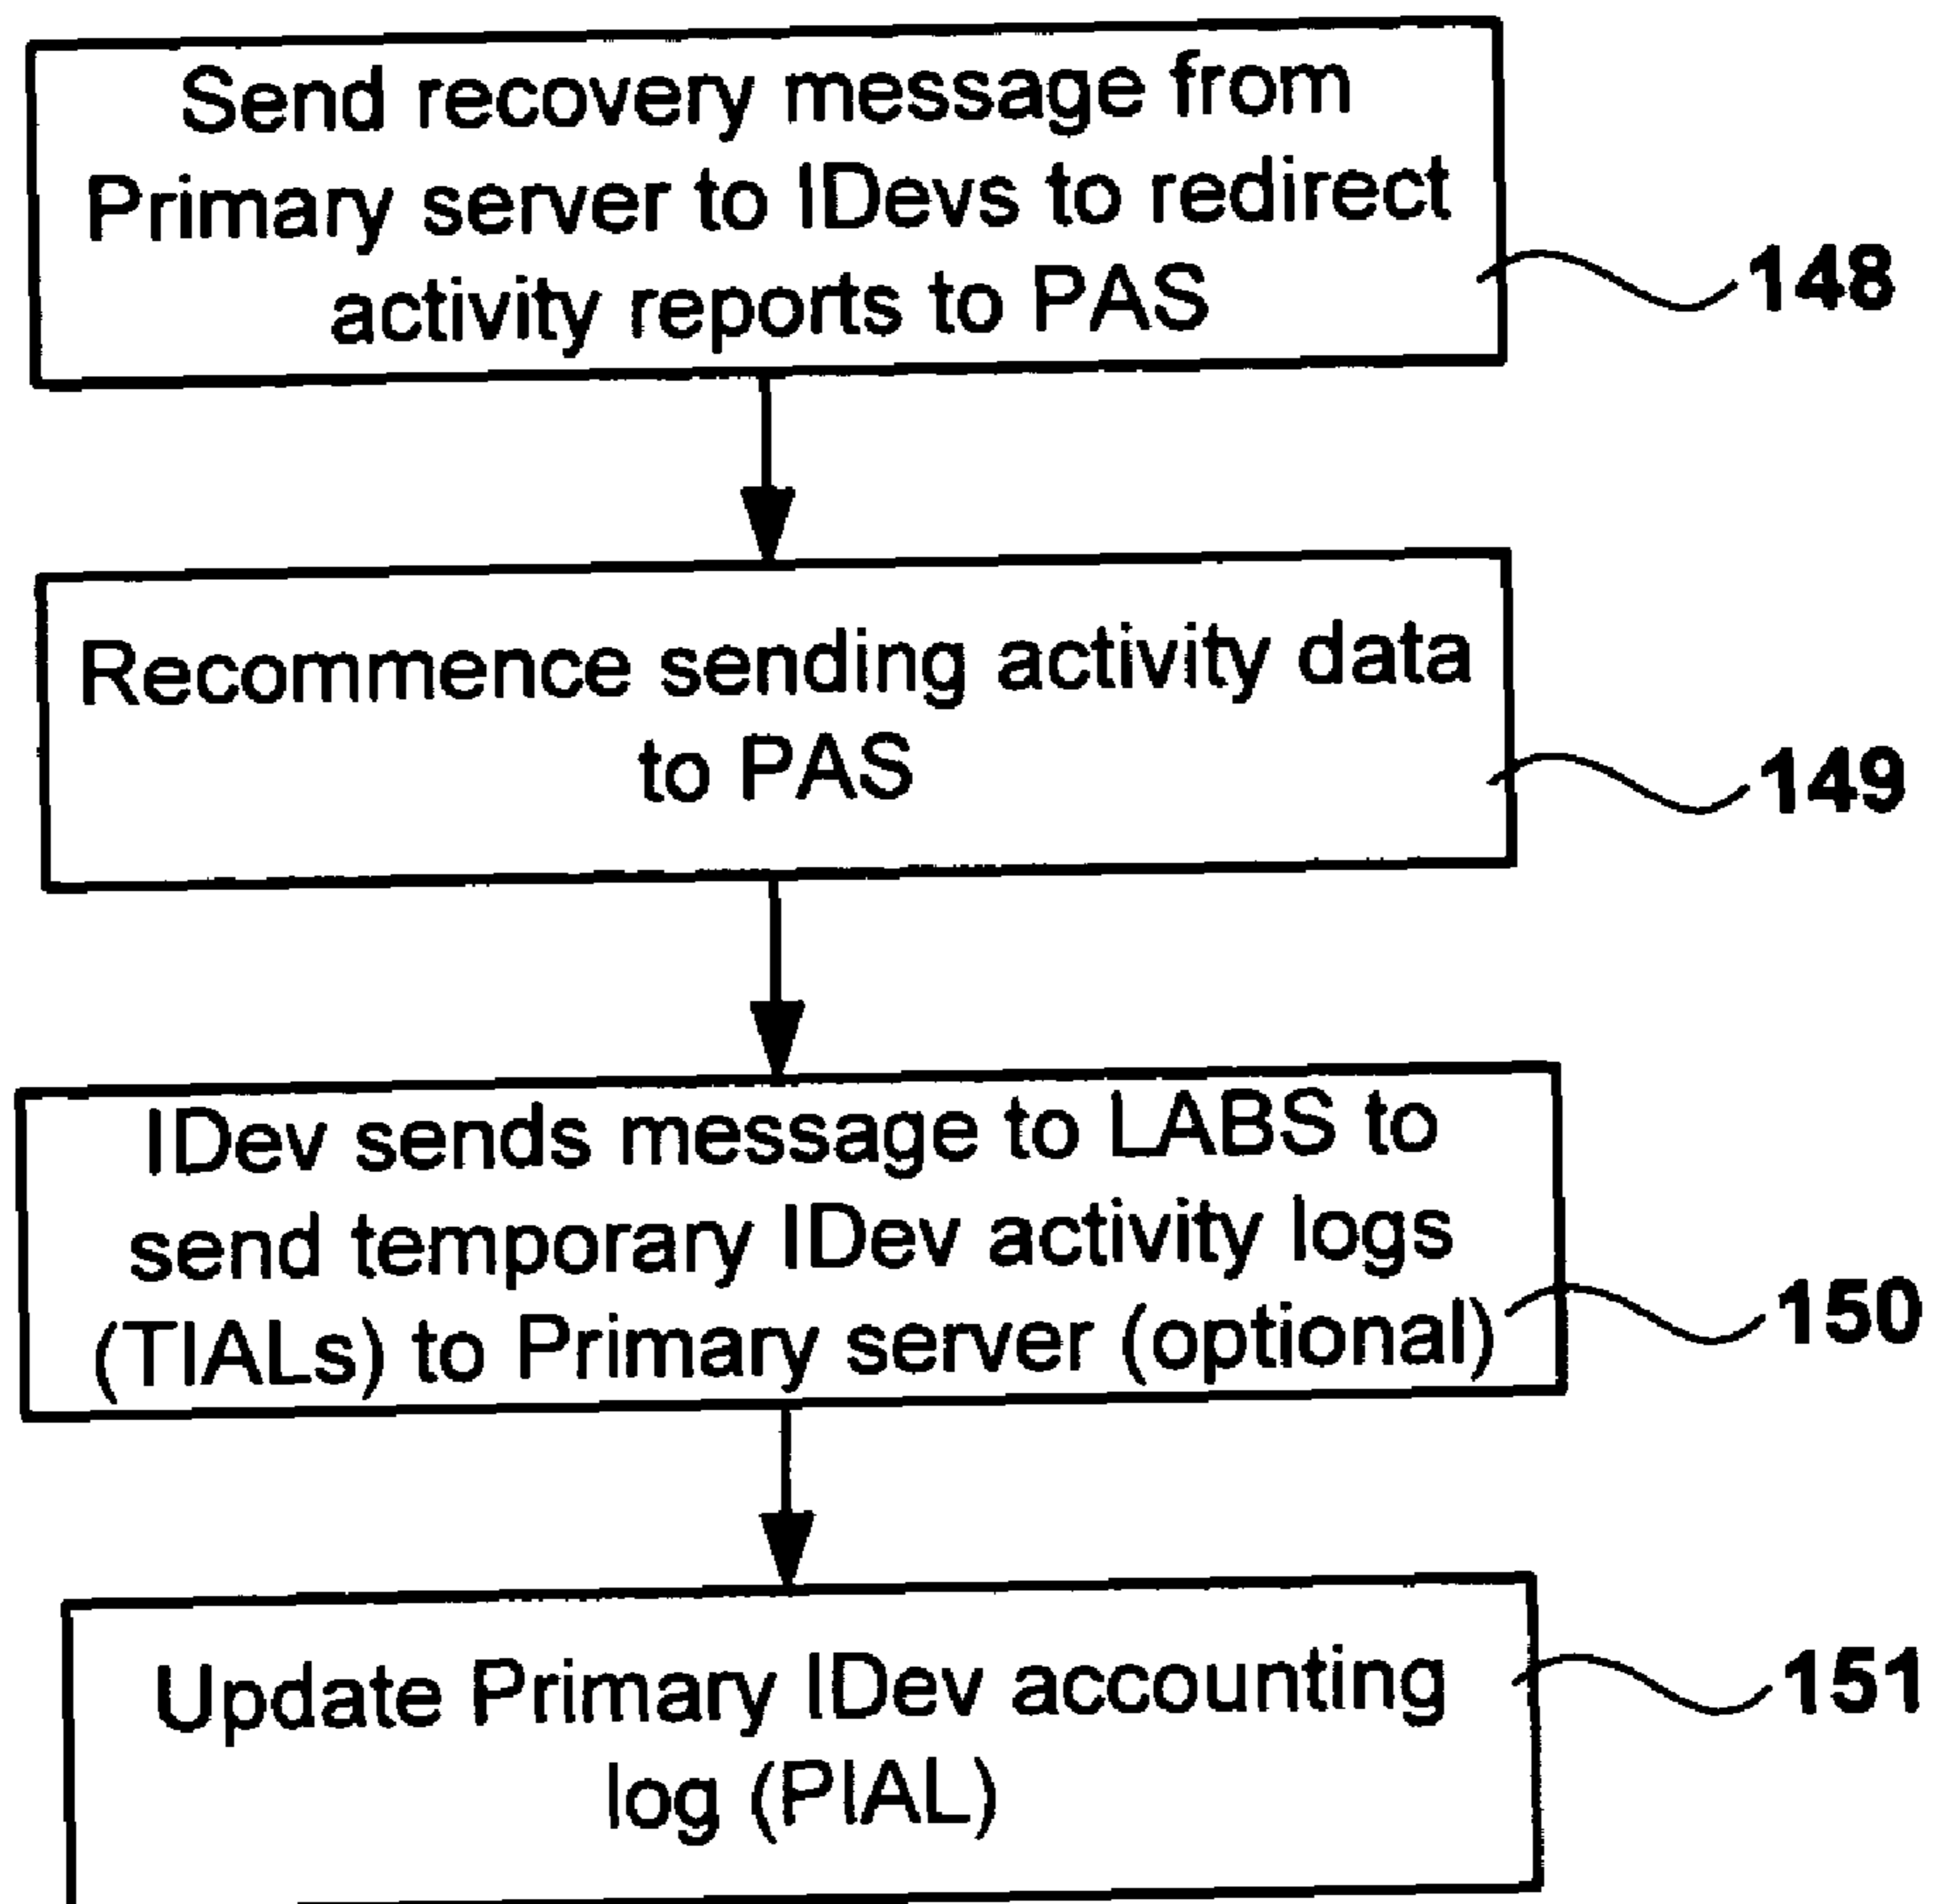 Send recovery message from
Primary server to IDevs to redirect
activity reports to PAS
148
Recommence sending activity data
to PAS
149
IDev sends message to LABS to
send temporary IDev activity logs
(TIALs) to Primary server (optional)
150
Update Primary IDev accounting
log (PIAL)
151